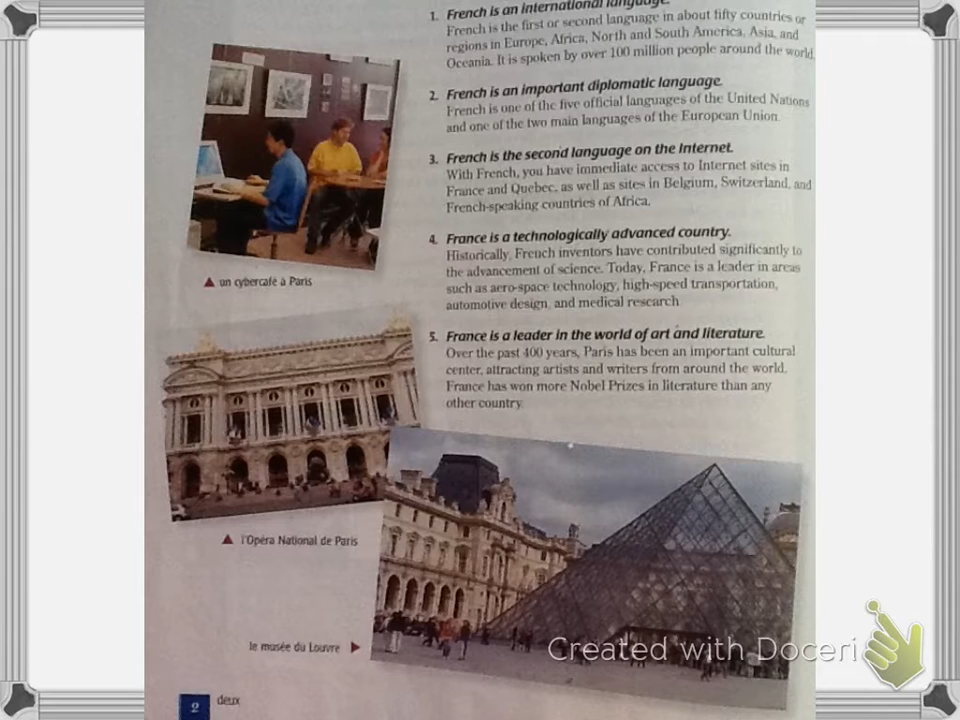 1. French is an international language.
French is the first or second language in about fifty countries or
regions in Europe, Africa, North and South America, Asia, and
Oceania. It is spoken by over 100 million people around the world.
2. French is an important diplomatic language.
French is one of the five official languages of the United Nations
and one of the two main languages of the European Union.
3. French is the second language on the Internet.
With French, you have immediate access to Internet sites in
France and Quebec, as well as sites in Belgium, Switzerland, and
French-speaking countries of Africa.
4. France is a technologically advanced country.
Historically, French inventors have contributed significantly to
the advancement of science. Today, France is a leader in areas
such as aero-space technology, high-speed transportation,
automotive design, and medical research.
5. France is a leader in the world of art and literature.
Over the past 400 years, Paris has been an important cultural
center, attracting artists and writers from around the world.
France has won more Nobel Prizes in literature than any
other country.
▲ un cybercafé à Paris
▲ l'Opéra National de Paris
le musée du Louvre ▶
2 deux
Created with Doceri